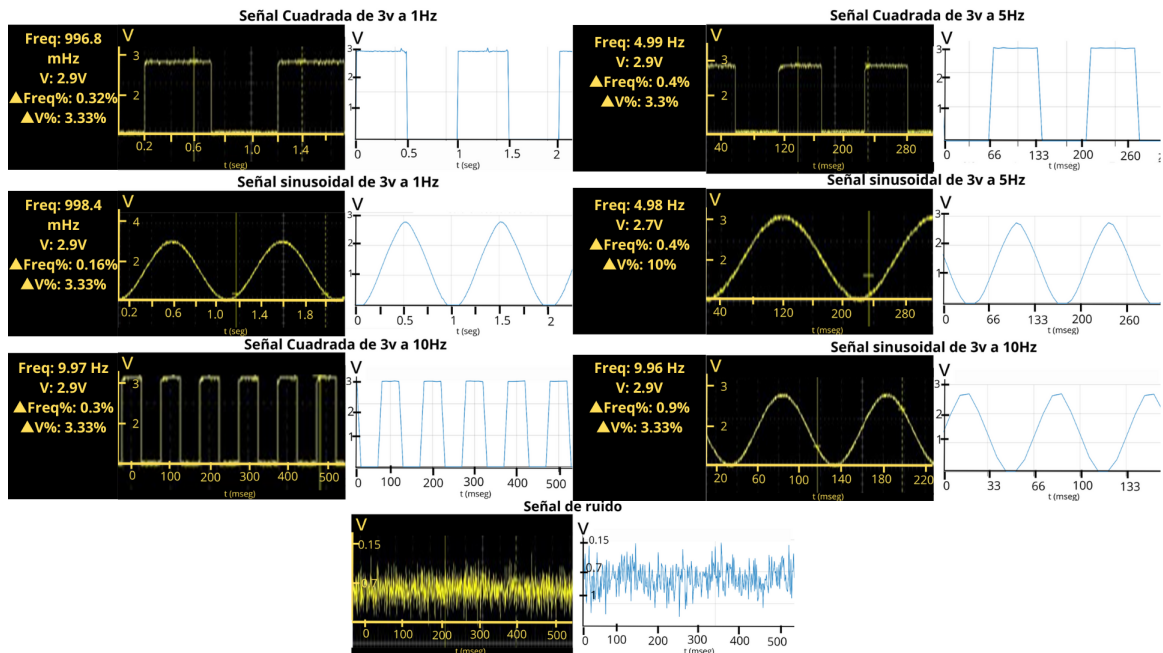 Señal Cuadrada de 3v a 1Hz
Freq: 996.8
mHz
V: 2.9V
▲Freq%: 0.32%
▲V%: 3.33%
V
3
2
0.2 0.6 1.0 1.4
t (seg)
V
3
2
1
0 0.5 1 1.5 2
t (seg)
Señal Cuadrada de 3v a 5Hz
Freq: 4.99 Hz
V: 2.9V
▲Freq%: 0.4%
▲V%: 3.3%
V
3
2
40 120 200 280
t (mseg)
V
3
2
1
0 66 133 200 260
t (mseg)
Señal sinusoidal de 3v a 1Hz
Freq: 998.4
mHz
V: 2.9V
▲Freq%: 0.16%
▲V%: 3.33%
V
4
2
0.2 0.6 1.0 1.4 1.8
t (seg)
V
3
2
1
0 0.5 1 1.5 2
t (seg)
Señal sinusoidal de 3v a 5Hz
Freq: 4.98 Hz
V: 2.7V
▲Freq%: 0.4%
▲V%: 10%
V
3
2
40 120 200 280
t (mseg)
V
3
2
1
0 66 133 200 260
t (mseg)
Señal Cuadrada de 3v a 10Hz
Freq: 9.97 Hz
V: 2.9V
▲Freq%: 0.3%
▲V%: 3.33%
V
3
2
0 100 200 300 400 500
t (mseg)
V
3
2
1
0 100 200 300 400 500
t (mseg)
Señal sinusoidal de 3v a 10Hz
Freq: 9.96 Hz
V: 2.9V
▲Freq%: 0.9%
▲V%: 3.33%
V
3
2
20 60 100 140 180 220
t (mseg)
V
3
2
1
0 33 66 100 133
t (mseg)
Señal de ruido
V
0.15
0 100 200 300 400 500
t (mseg)
V
0.15
0.7
1
0 100 200 300 400 500
t (mseg)